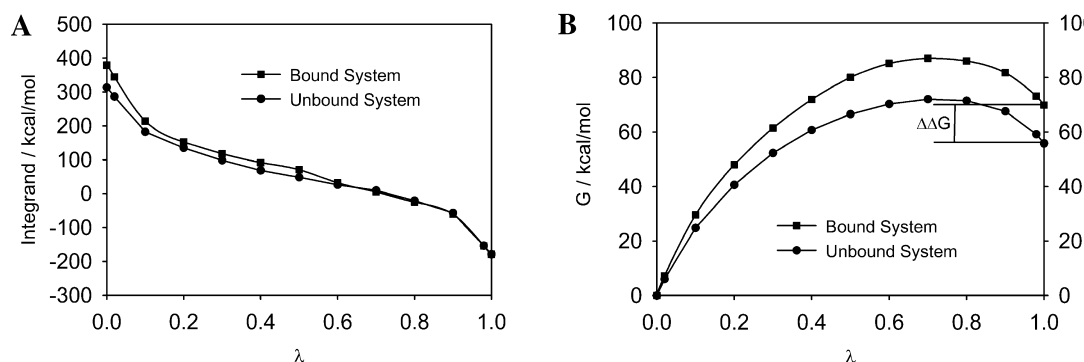 A
Integrand / kcal/mol
500
400
300
200
100
0
-100
-200
-300
Bound System
Unbound System
0.0 0.2 0.4 0.6 0.8 1.0
λ
B
G / kcal/mol
100
80
60
40
20
0
ΔΔG
Bound System
Unbound System
0.0 0.2 0.4 0.6 0.8 1.0
λ
80
60
40
20
0